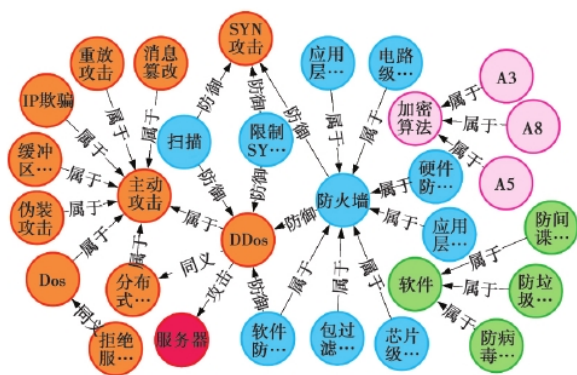 SYN
攻击
重放
攻击
消息
篡改
应用
层…
电路
级…
A3
IP欺骗
属于
属于
属于
防御
防御
防御
属于
属于
加密
算法
属于
属于
属于
A8
扫描
限制
SY…
A5
缓冲
区…
属于
主动
攻击
防御
防御
防火墙
属于
硬件
防…
伪装
攻击
属于
属于
DDos
防御
属于
应用
层…
防间
谍…
属于
属于
Dos
分布
式…
同义
攻击
防御
属于
属于
属于
软件
属于
防垃
圾…
同义
拒绝
服…
服务器
软件
防…
包过
滤…
芯片
级…
属于
防病
毒…